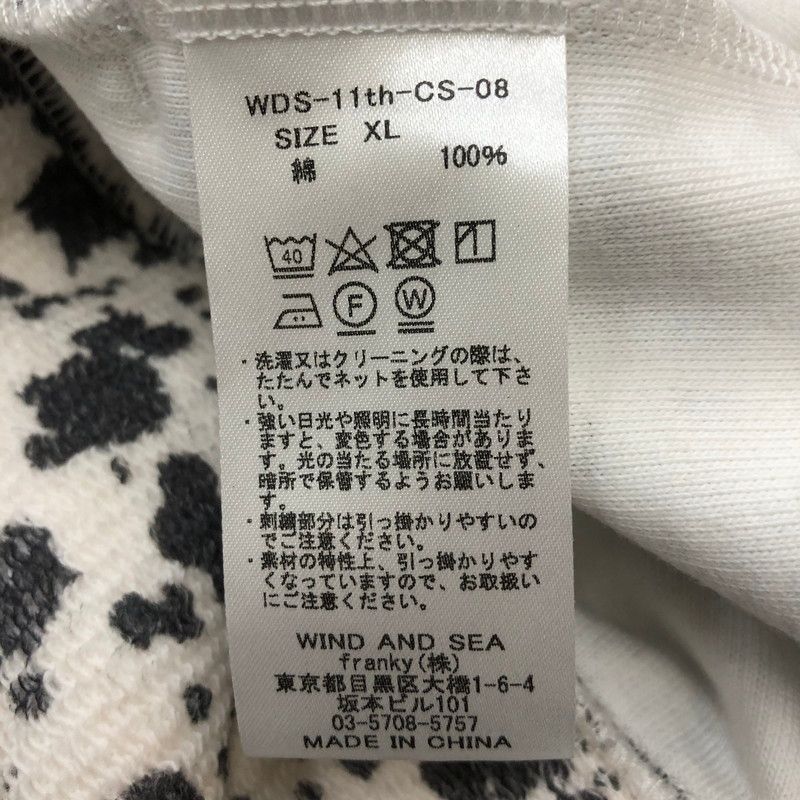 WDS-11th-CS-08
SIZE XL
綿 100%
40
F W
・洗濯又はクリーニングの際は、
たたんでネットを使用して下さ
い。
・強い日光や照明に長時間当たり
ますと、変色する場合がありま
す。光の当たる場所に放置せず、
暗所で保管するようお願いしま
す。
・刺繍部分は引っ掛かりやすいの
でご注意ください。
・素材の特性上、引っ掛かりやす
くなっていますので、お取扱い
にご注意ください。
WIND AND SEA
franky(株)
東京都目黒区大橋1-6-4
坂本ビル101
03-5708-5757
MADE IN CHINA